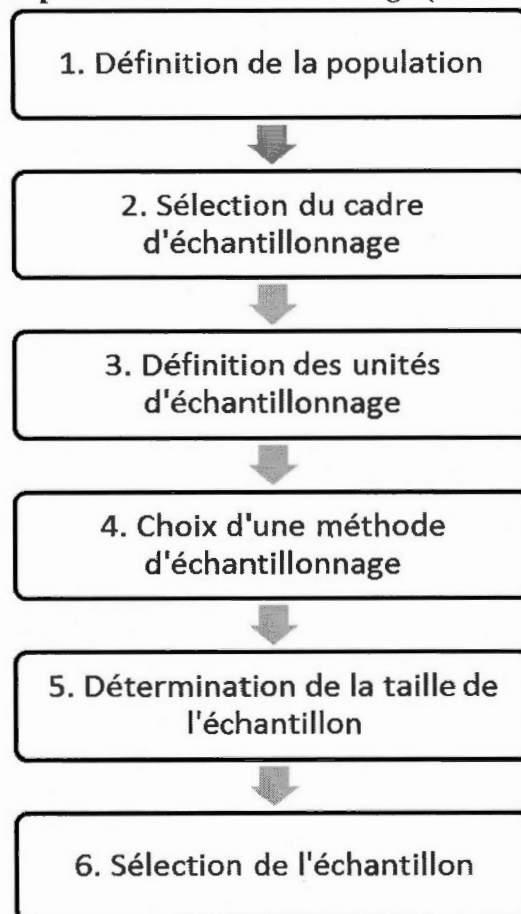 1. Définition de la population
2. Sélection du cadre
d'échantillonnage
3. Définition des unités
d'échantillonnage
4. Choix d'une méthode
d'échantillonnage
5. Détermination de la taille de
l'échantillon
6. Sélection de l'échantillon